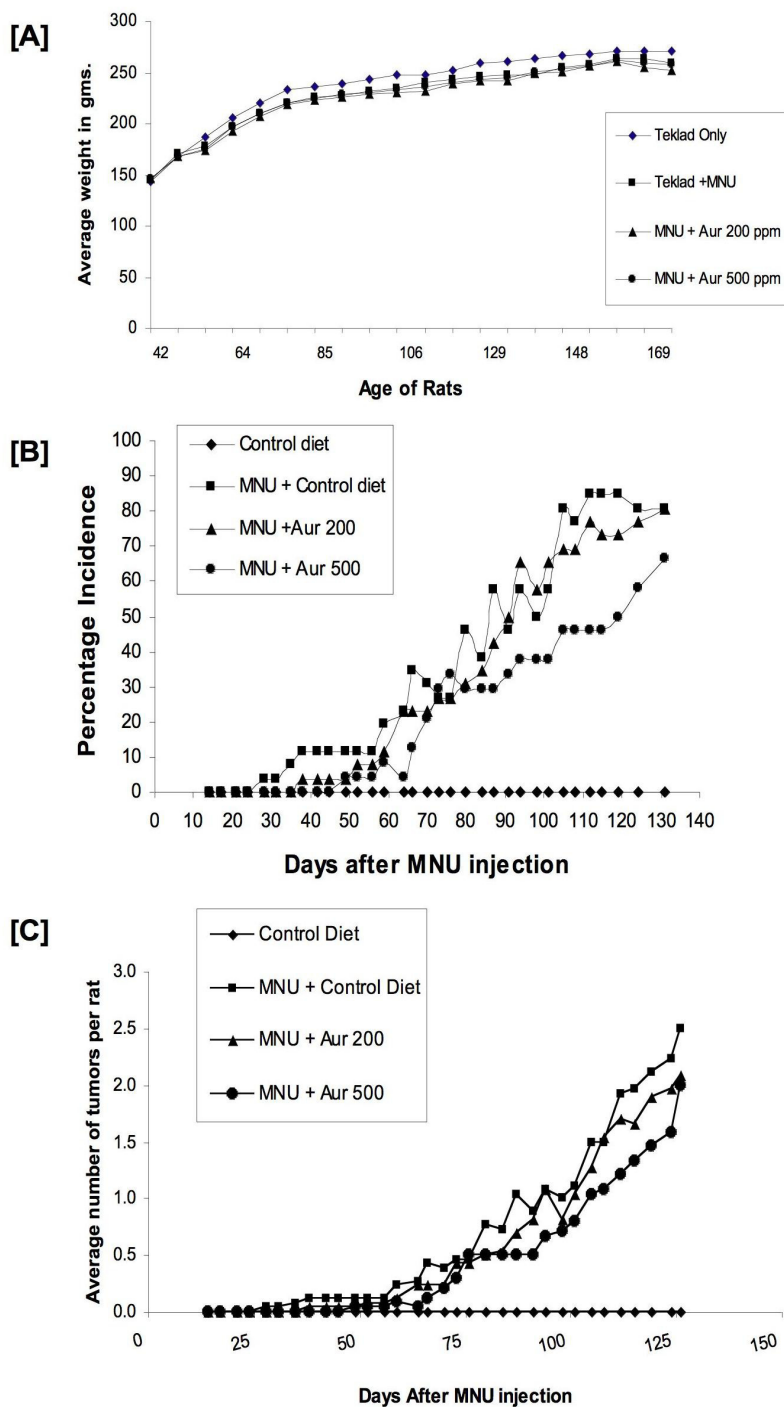 [A]
Average weight in gms.
300
250
200
150
100
50
0
42 64 85 106 129 148 169
Age of Rats
Teklad Only
Teklad +MNU
MNU + Aur 200 ppm
MNU + Aur 500 ppm
[B]
Percentage Incidence
100
90
80
70
60
50
40
30
20
10
0
0 10 20 30 40 50 60 70 80 90 100 110 120 130 140
Days after MNU injection
Control diet
MNU + Control diet
MNU +Aur 200
MNU + Aur 500
[C]
Average number of tumors per rat
3.0
2.5
2.0
1.5
1.0
0.5
0.0
0 25 50 75 100 125 150
Days After MNU injection
Control Diet
MNU + Control Diet
MNU + Aur 200
MNU + Aur 500